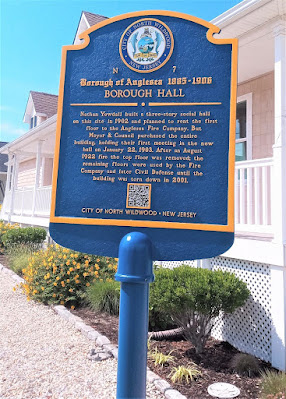 CITY OF NORTH WILDWOOD
NEW JERSEY
N 7
Borough of Anglesea 1885-1906
BOROUGH HALL
Nathan Yewdall built a three-story social hall
on this site in 1902 and planned to rent the first
floor to the Anglesea Fire Company. But
Mayor & Council purchased the entire
building, holding their first meeting in the new
hall on January 22, 1903. After an August
1922 fire the top floor was removed; the
remaining floors were used by the Fire
Company and later Civil Defense until the
building was torn down in 2001.
CITY OF NORTH WILDWOOD • NEW JERSEY